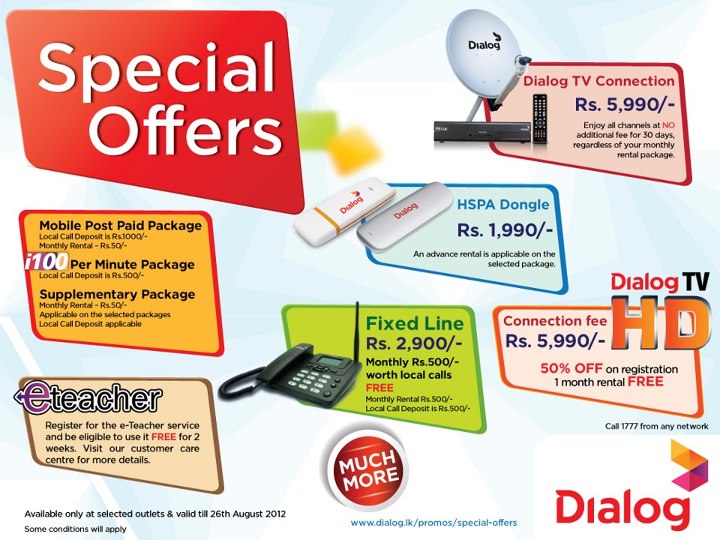 Special
Offers
Dialog
Dialog TV Connection
Rs. 5,990/-
Enjoy all channels at NO
additional fee for 30 days,
regardless of your monthly
rental package.
Dialog
Dialog
HSPA Dongle
Rs. 1,990/-
An advance rental is applicable on the
selected package.
Mobile Post Paid Package
Local Call Deposit is Rs.1000/-
Monthly Rental – Rs.50/-
i100 Per Minute Package
Local Call Deposit is Rs.500/-
Supplementary Package
Monthly Rental – Rs.50/-
Applicable on the selected packages
Local Call Deposit applicable
Fixed Line
Rs. 2,900/-
Monthly Rs.500/-
worth local calls
FREE
Monthly Rental Rs.500/-
Local Call Deposit is Rs.500/-
Dialog TV
HD
Connection fee
Rs. 5,990/-
50% OFF on registration
1 month rental FREE
e-teacher
Register for the e-Teacher service
and be eligible to use it FREE for 2
weeks. Visit our customer care
centre for more details.
MUCH
MORE
Call 1777 from any network
Dialog
Available only at selected outlets & valid till 26th August 2012
Some conditions will apply
www.dialog.lk/promos/special-offers